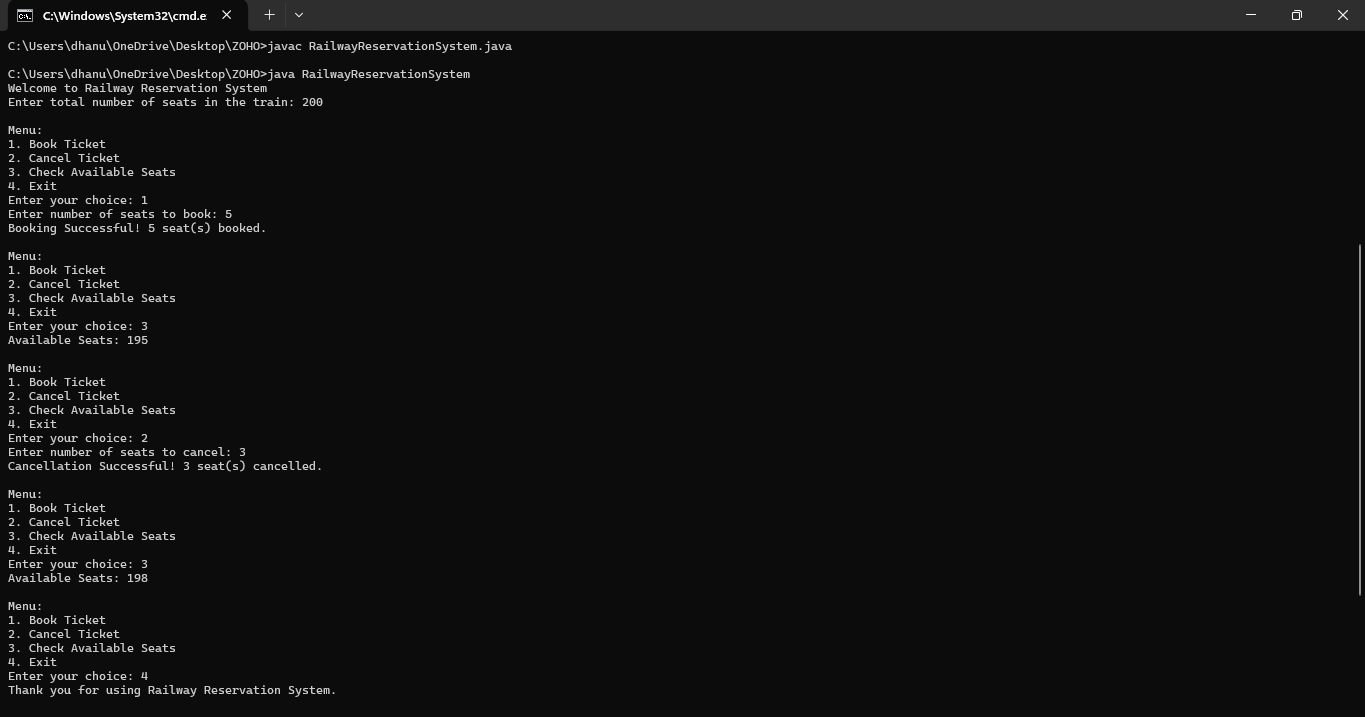 C:\Windows\System32\cmd.e
C:\Users\dhanu\OneDrive\Desktop\ZOHO>javac RailwayReservationSystem.java
C:\Users\dhanu\OneDrive\Desktop\ZOHO>java RailwayReservationSystem
Welcome to Railway Reservation System
Enter total number of seats in the train: 200
Menu:
1. Book Ticket
2. Cancel Ticket
3. Check Available Seats
4. Exit
Enter your choice: 1
Enter number of seats to book: 5
Booking Successful! 5 seat(s) booked.
Menu:
1. Book Ticket
2. Cancel Ticket
3. Check Available Seats
4. Exit
Enter your choice: 3
Available Seats: 195
Menu:
1. Book Ticket
2. Cancel Ticket
3. Check Available Seats
4. Exit
Enter your choice: 2
Enter number of seats to cancel: 3
Cancellation Successful! 3 seat(s) cancelled.
Menu:
1. Book Ticket
2. Cancel Ticket
3. Check Available Seats
4. Exit
Enter your choice: 3
Available Seats: 198
Menu:
1. Book Ticket
2. Cancel Ticket
3. Check Available Seats
4. Exit
Enter your choice: 4
Thank you for using Railway Reservation System.